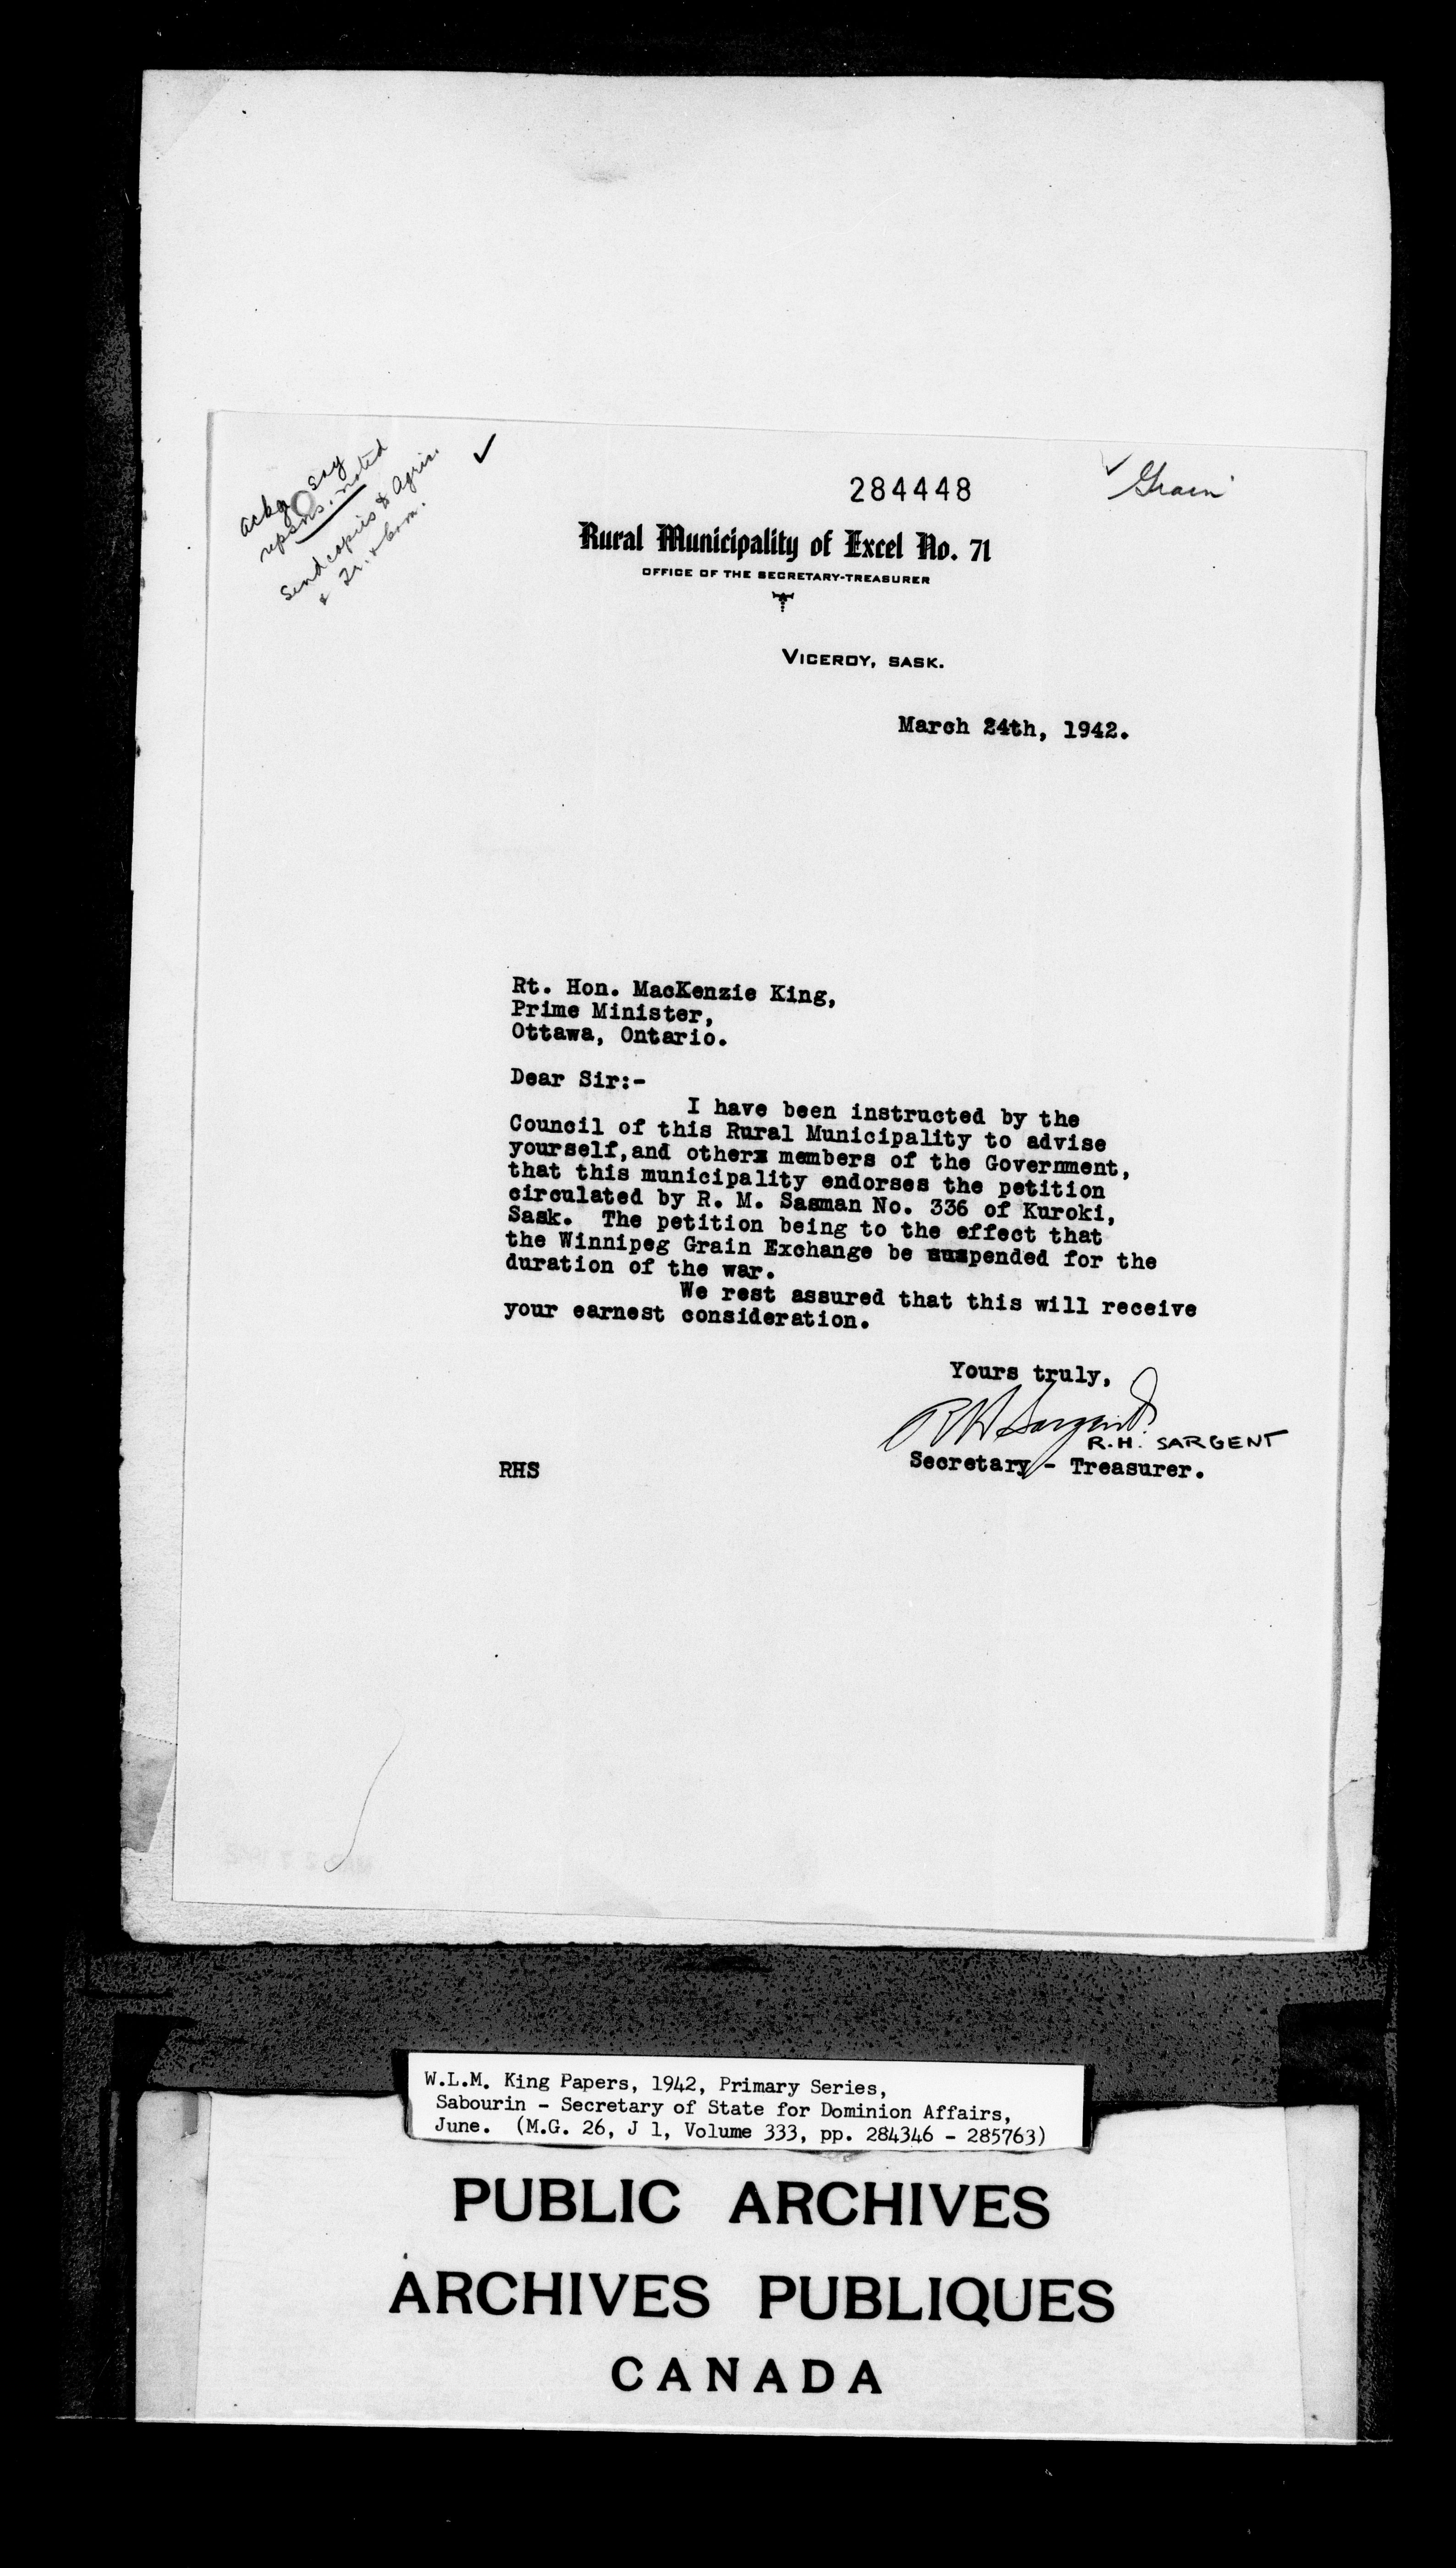 ackg say
repsns. noted
Send copies to Agric.
& Tr. & Com.
✓
284448
✓ Grain
Rural Municipality of Excel No. 71
OFFICE OF THE SECRETARY-TREASURER
VICEROY, SASK.
March 24th, 1942.
Rt. Hon. MacKenzie King,
Prime Minister,
Ottawa, Ontario.
Dear Sir:-
I have been instructed by the
Council of this Rural Municipality to advise
yourself,and others members of the Government,
that this municipality endorses the petition
circulated by R. M. Sasman No. 336 of Kuroki,
Sask. The petition being to the effect that
the Winnipeg Grain Exchange be suspended for the
duration of the war.
We rest assured that this will receive
your earnest consideration.
Yours truly,
RH Sargent
R.H. SARGENT
Secretary - Treasurer.
RHS
W.L.M. King Papers, 1942, Primary Series,
Sabourin - Secretary of State for Dominion Affairs,
June. (M.G. 26, J 1, Volume 333, pp. 284346 - 285763)
PUBLIC ARCHIVES
ARCHIVES PUBLIQUES
CANADA